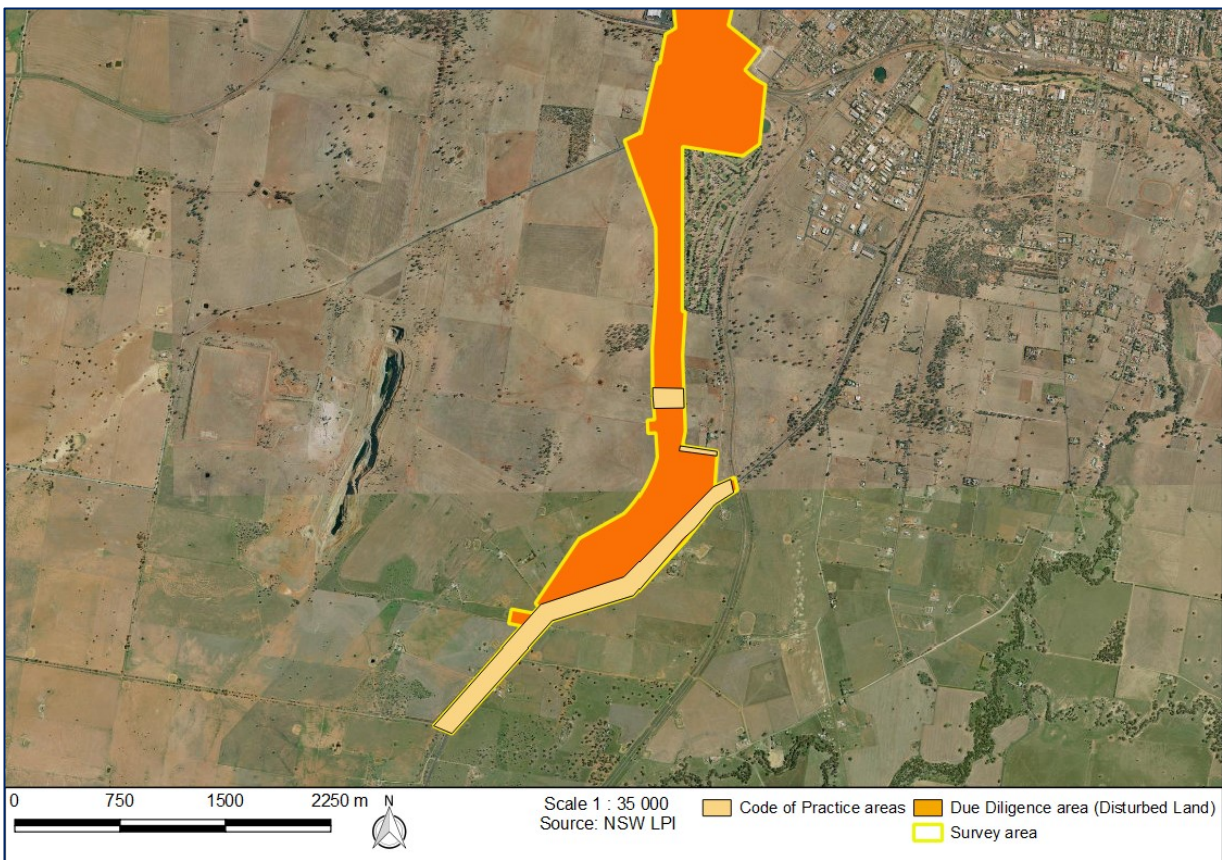 0 750 1500 2250 m N
Scale 1 : 35 000
Source: NSW LPI
Code of Practice areas
Due Diligence area (Disturbed Land)
Survey area